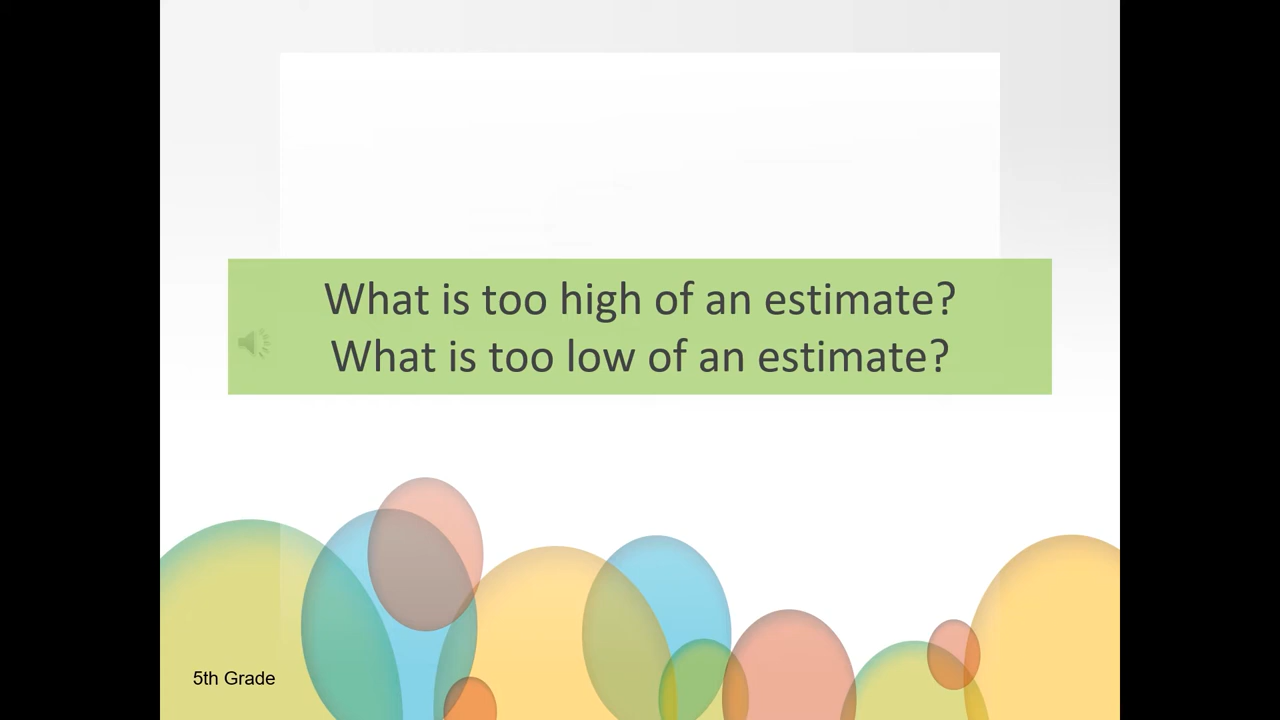 What is too high of an estimate?
What is too low of an estimate?
5th Grade